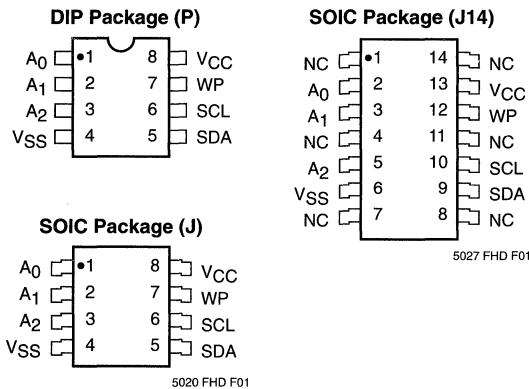 DIP Package (P)
A0 1 8 VCC
A1 2 7 WP
A2 3 6 SCL
VSS 4 5 SDA
SOIC Package (J)
A0 1 8 VCC
A1 2 7 WP
A2 3 6 SCL
VSS 4 5 SDA
5020 FHD F01
SOIC Package (J14)
NC 1 14 NC
A0 2 13 VCC
A1 3 12 WP
NC 4 11 NC
A2 5 10 SCL
VSS 6 9 SDA
NC 7 8 NC
5027 FHD F01